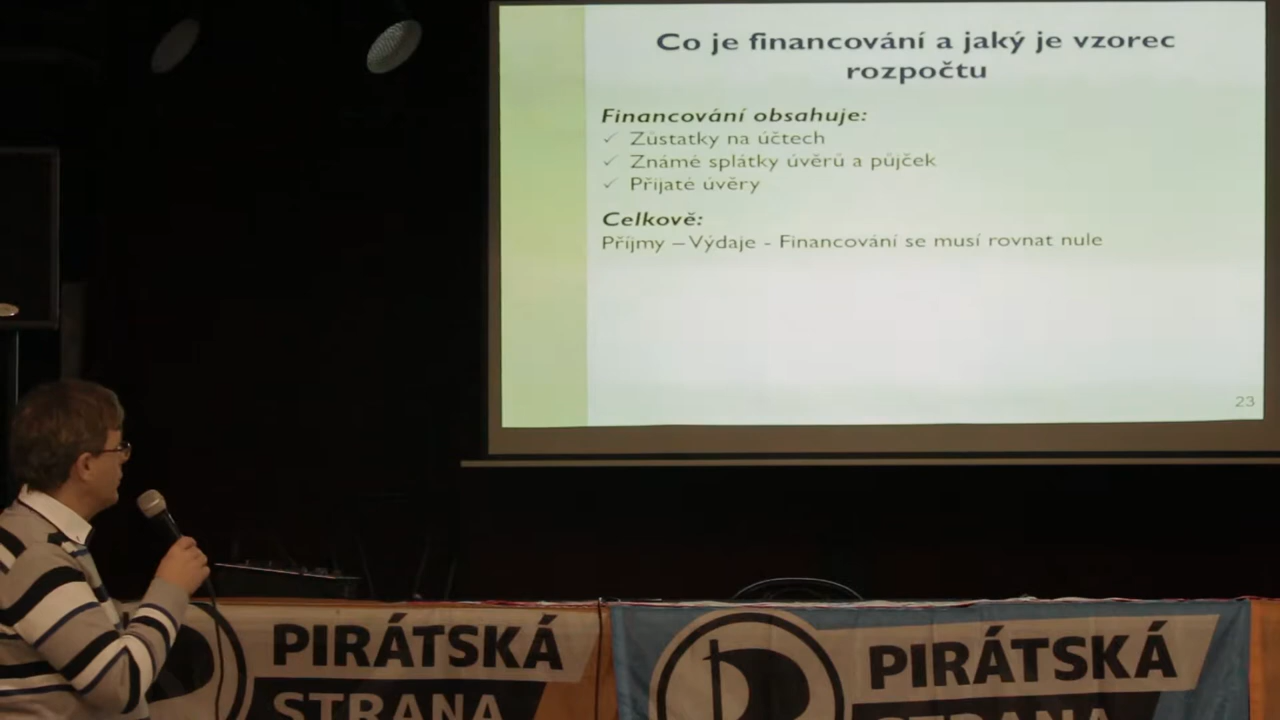 Co je financování a jaký je vzorec
rozpočtu
Financování obsahuje:
✓ Zůstatky na účtech
✓ Známé splátky úvěrů a půjček
✓ Přijaté úvěry
Celkově:
Příjmy – Výdaje - Financování se musí rovnat nule
23
PIRÁTSKÁ
STRANA
PIRÁTSKÁ
STRANA